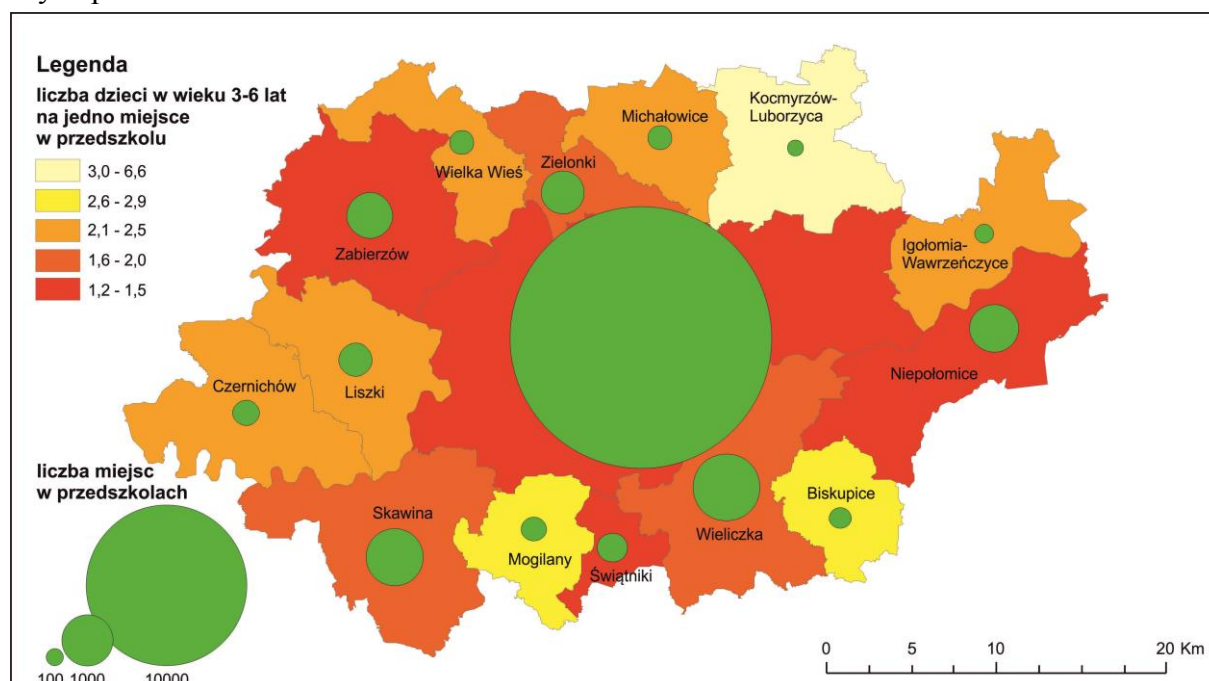 Legenda
liczba dzieci w wieku 3-6 lat
na jedno miejsce
w przedszkolu
3,0 - 6,6
2,6 - 2,9
2,1 - 2,5
1,6 - 2,0
1,2 - 1,5
Kocmyrzów-
Luborzyca
Michałowice
Zielonki
Wielka Wieś
Igołomia-
Wawrzeńczyce
Zabierzów
Niepołomice
Czernichów
Liszki
liczba miejsc
w przedszkolach
Biskupice
Skawina
Wieliczka
Mogilany
Świątniki
0 5 10 20 Km
100 1000 10000